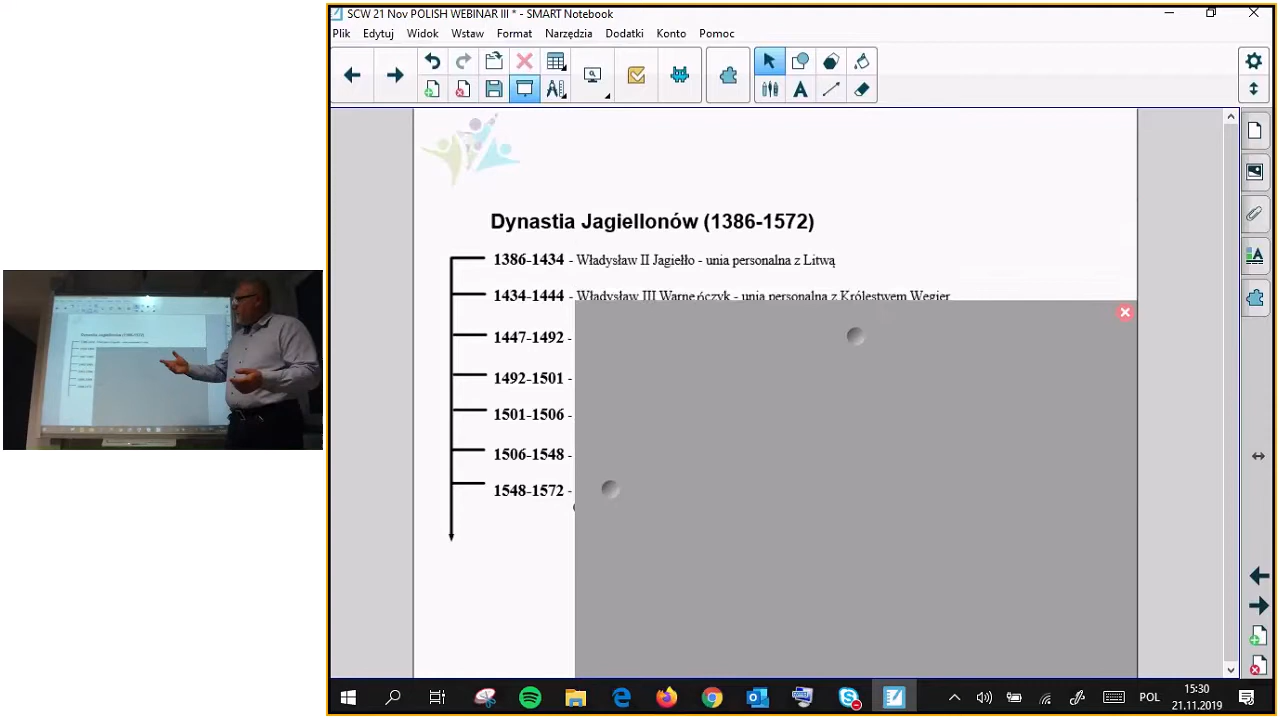 SCW 21 Nov POLISH WEBINAR III * - SMART Notebook
Plik Edytuj Widok Wstaw Format Narzędzia Dodatki Konto Pomoc
Dynastia Jagiellonów (1386-1572)
1386-1434 - Władysław II Jagiełło - unia personalna z Litwą
1434-1444 - Władysław III Warneńczyk - unia personalna z Królestwem Węgier
1447-1492 -
1492-1501 -
1501-1506 -
1506-1548 -
1548-1572 -
POL
15:30
21.11.2019